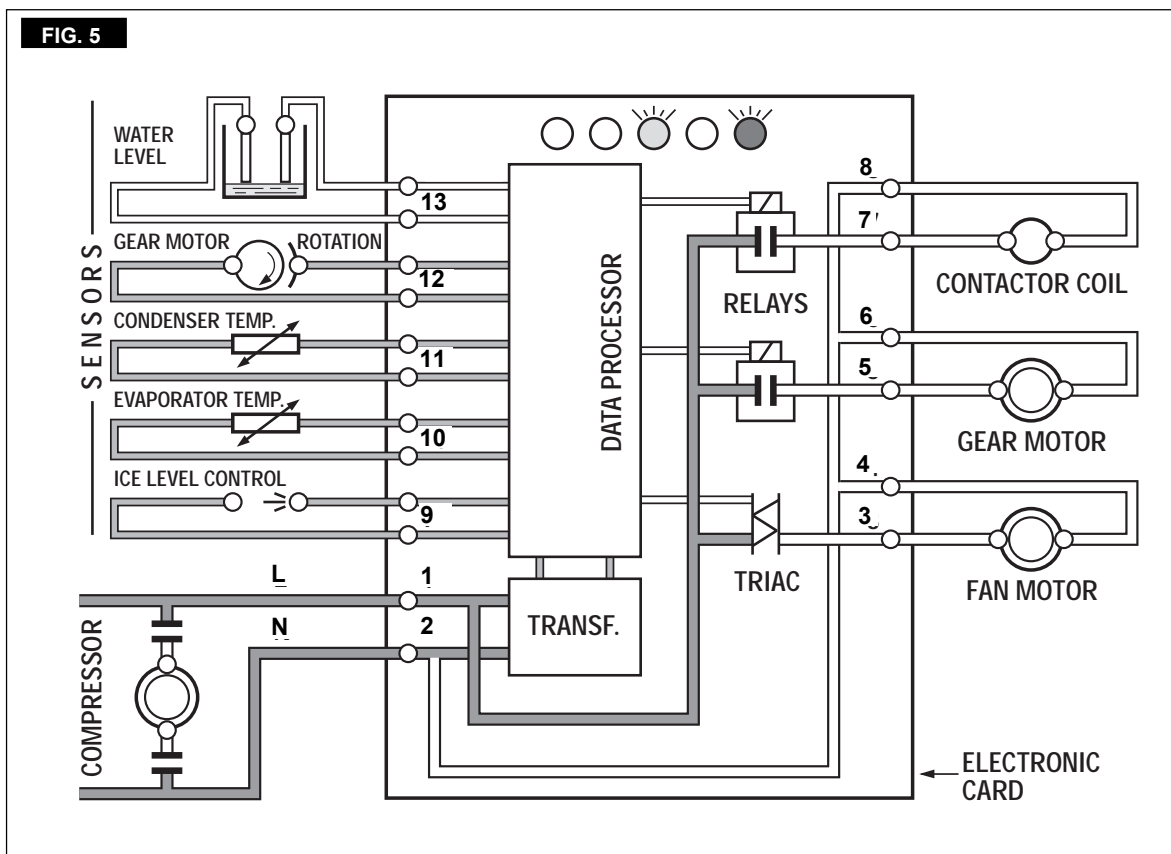 FIG. 5
WATER
LEVEL
13
GEAR MOTOR
ROTATION
12
CONDENSER TEMP.
11
EVAPORATOR TEMP.
10
ICE LEVEL CONTROL
9
SENSORS
L
1
N
2
COMPRESSOR
DATA PROCESSOR
TRANSF.
RELAYS
TRIAC
8
7
CONTACTOR COIL
6
5
GEAR MOTOR
4
3
FAN MOTOR
ELECTRONIC
CARD